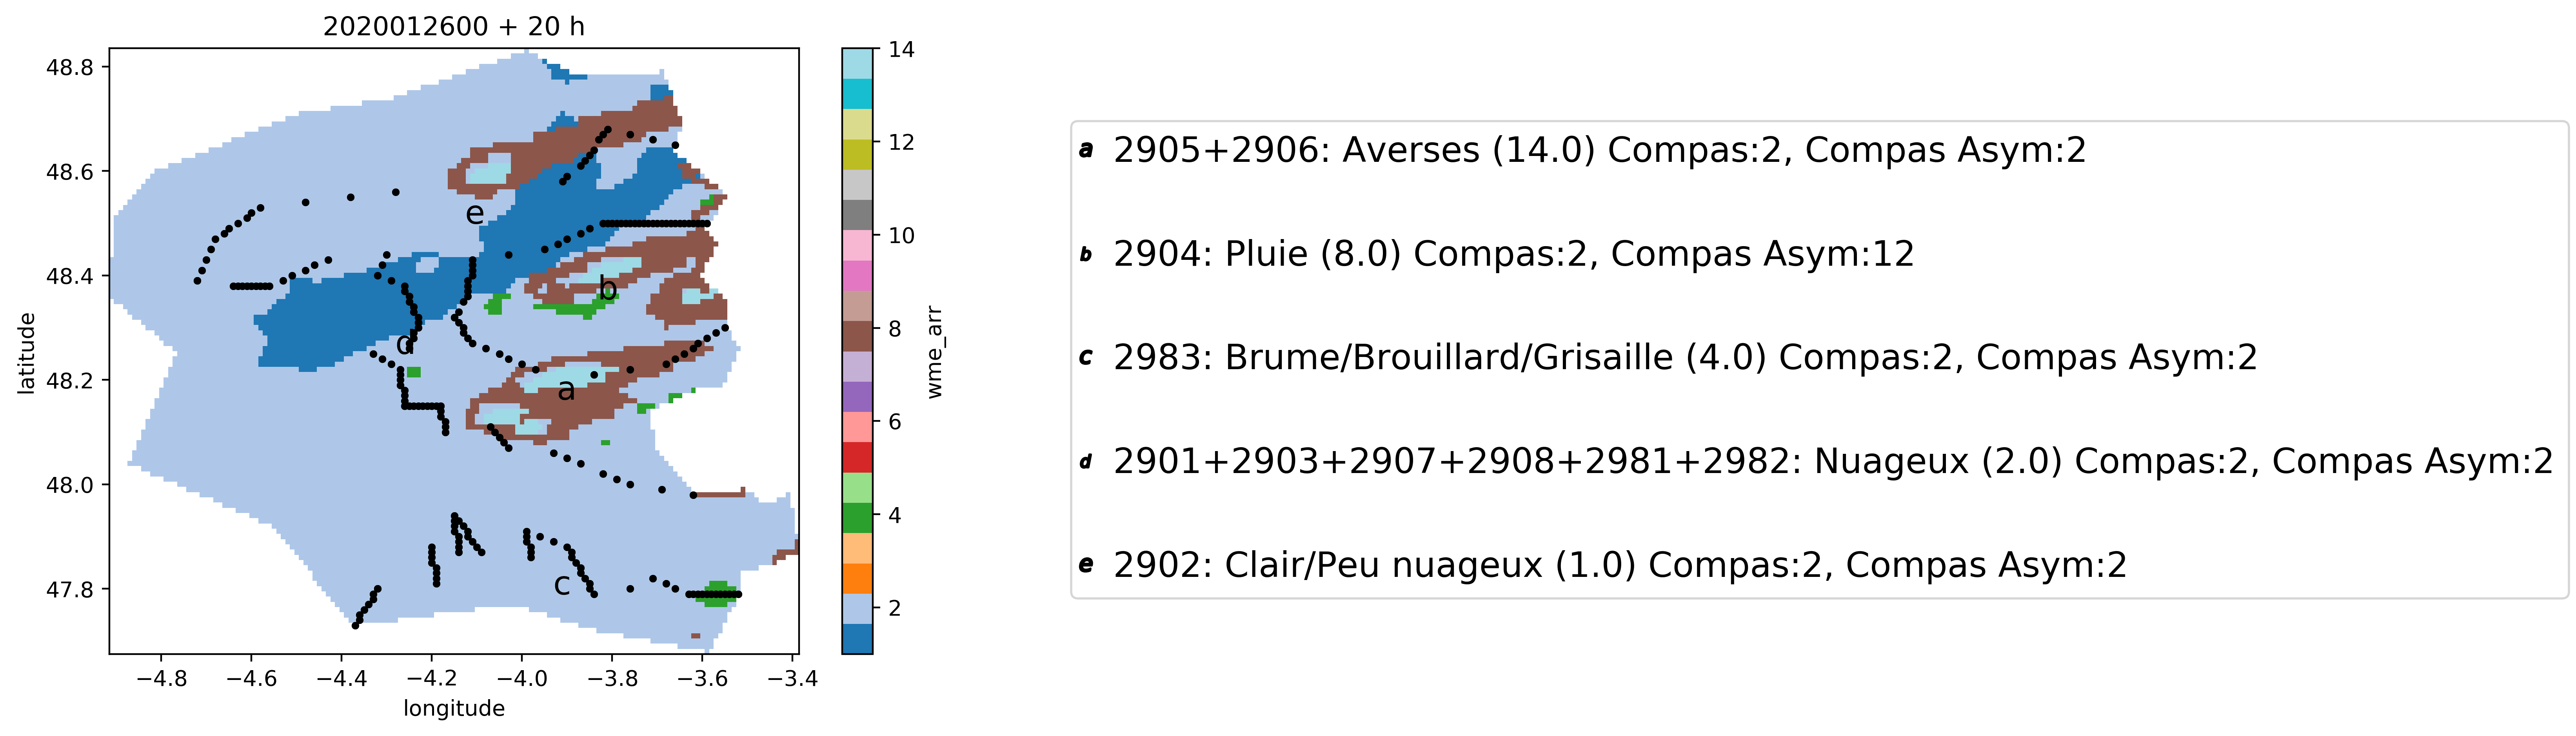 2020012600 + 20 h
48.8
48.6
48.4
48.2
48.0
47.8
latitude
−4.8 −4.6 −4.4 −4.2 −4.0 −3.8 −3.6 −3.4
longitude
e
b
d
a
c
14
12
10
8
6
4
2
wme_arr
a 2905+2906: Averses (14.0) Compas:2, Compas Asym:2
b 2904: Pluie (8.0) Compas:2, Compas Asym:12
c 2983: Brume/Brouillard/Grisaille (4.0) Compas:2, Compas Asym:2
d 2901+2903+2907+2908+2981+2982: Nuageux (2.0) Compas:2, Compas Asym:2
e 2902: Clair/Peu nuageux (1.0) Compas:2, Compas Asym:2